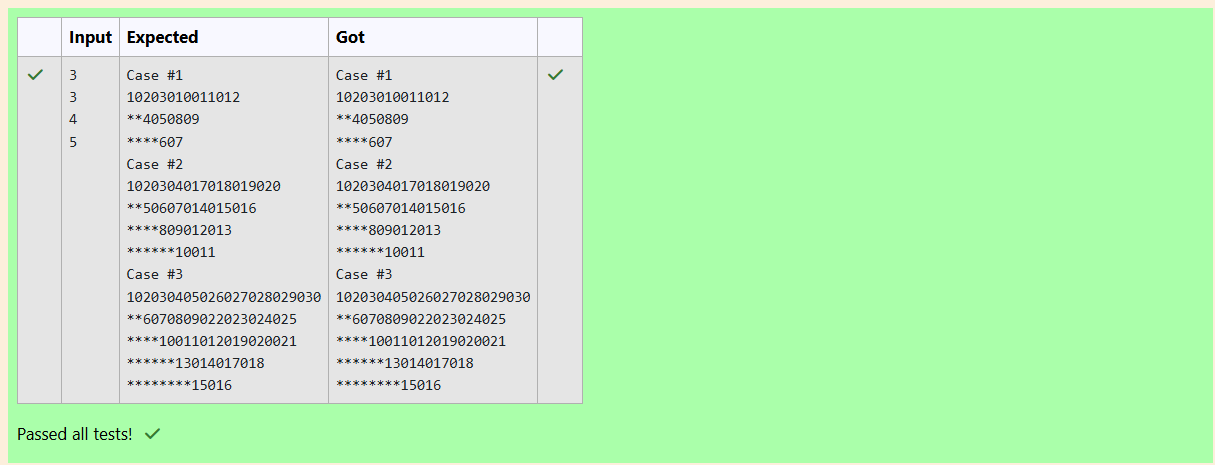 Input Expected Got
3 Case #1 Case #1
3 10203010011012 10203010011012
4 **4050809 **4050809
5 ****607 ****607
Case #2 Case #2
1020304017018019020 1020304017018019020
**50607014015016 **50607014015016
****809012013 ****809012013
******10011 ******10011
Case #3 Case #3
102030405026027028029030 102030405026027028029030
**6070809022023024025 **6070809022023024025
****10011012019020021 ****10011012019020021
******13014017018 ******13014017018
********15016 ********15016
Passed all tests!